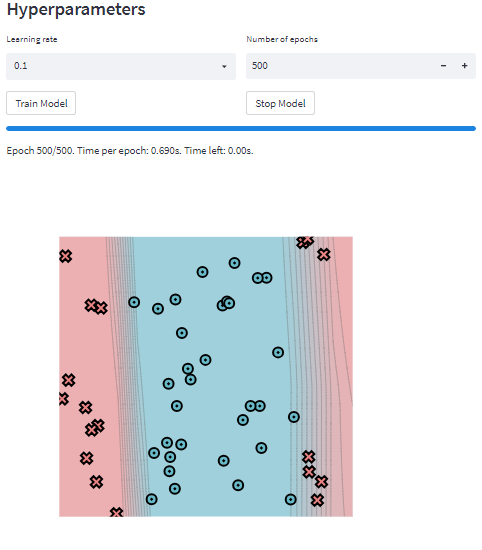 Hyperparameters
Learning rate
Number of epochs
0.1
500
− +
Train Model
Stop Model
Epoch 500/500. Time per epoch: 0.690s. Time left: 0.00s.